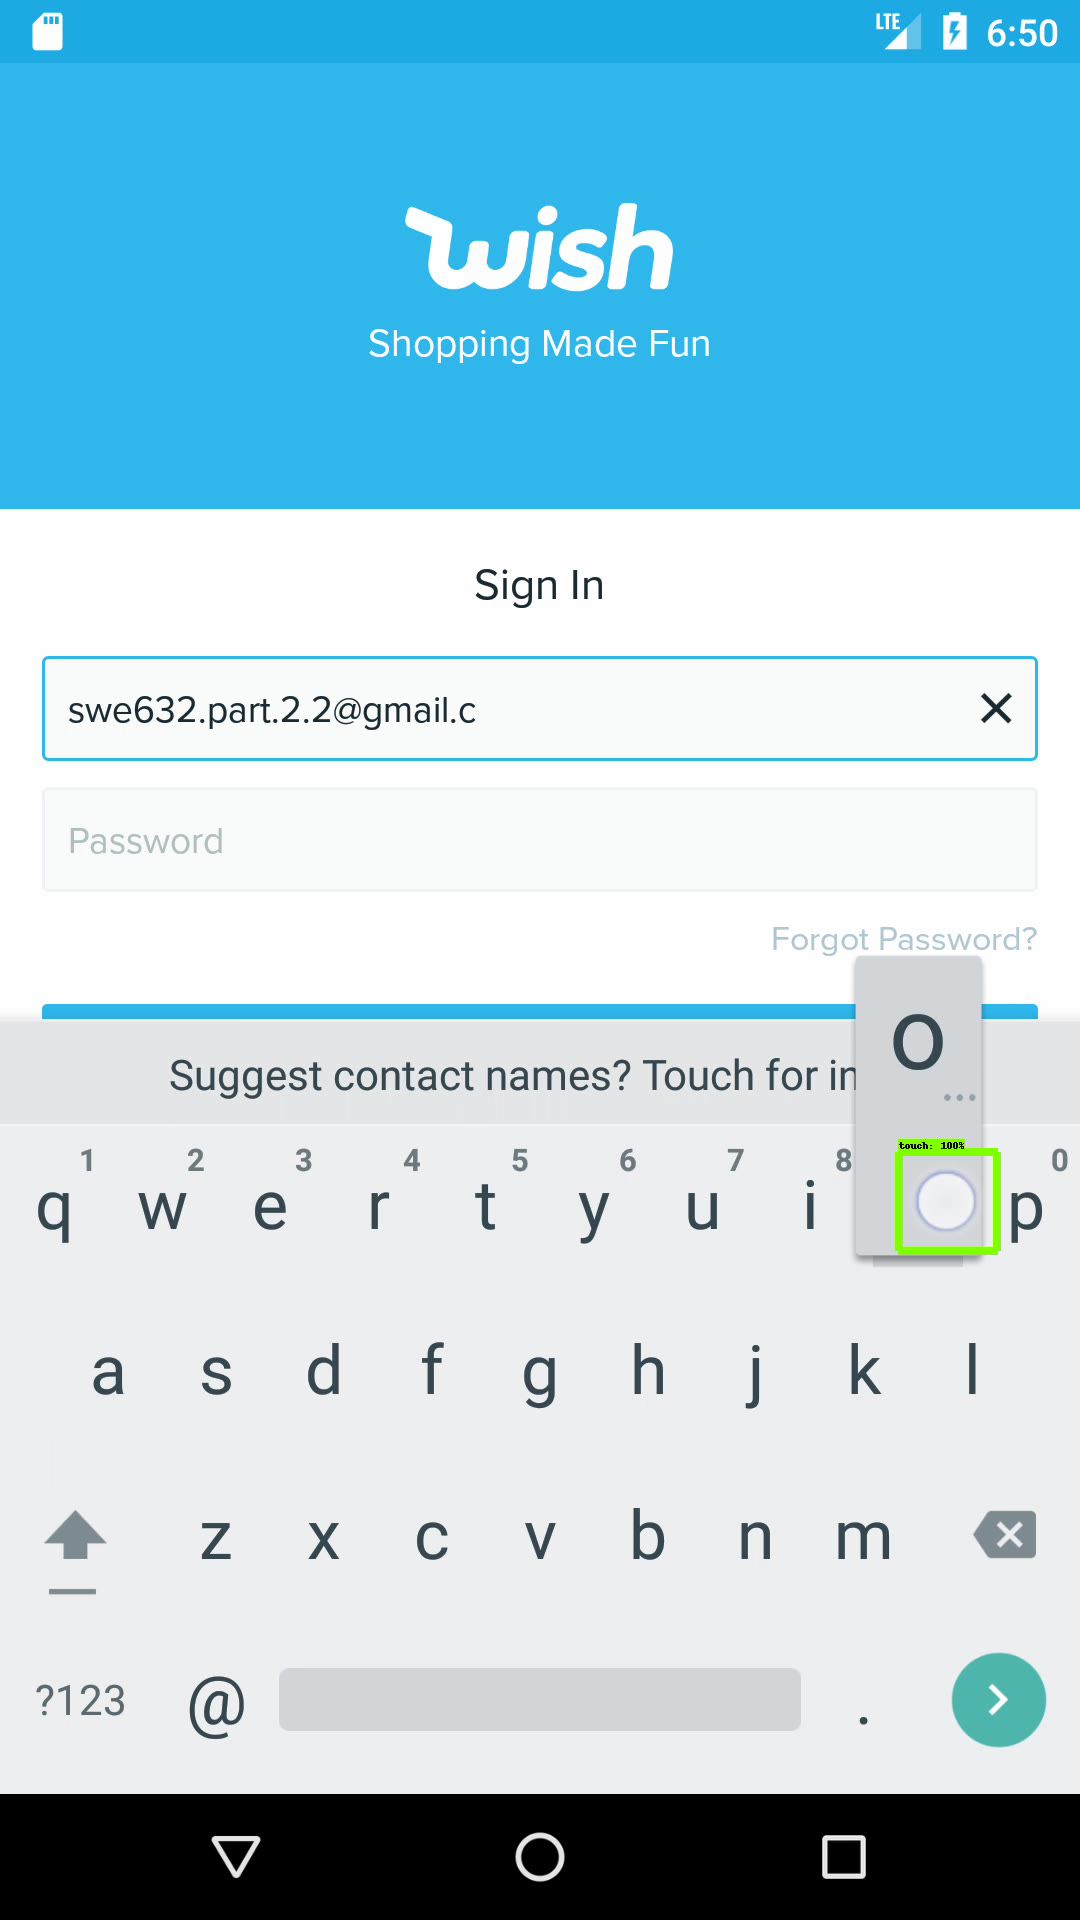 LTE 6:50
wish
Shopping Made Fun
Sign In
swe632.part.2.2@gmail.c
Password
Forgot Password?
o
Suggest contact names? Touch for in
...
touch: 100%
1 2 3 4 5 6 7 8 0
q w e r t y u i p
a s d f g h j k l
z x c v b n m
?123 @ .